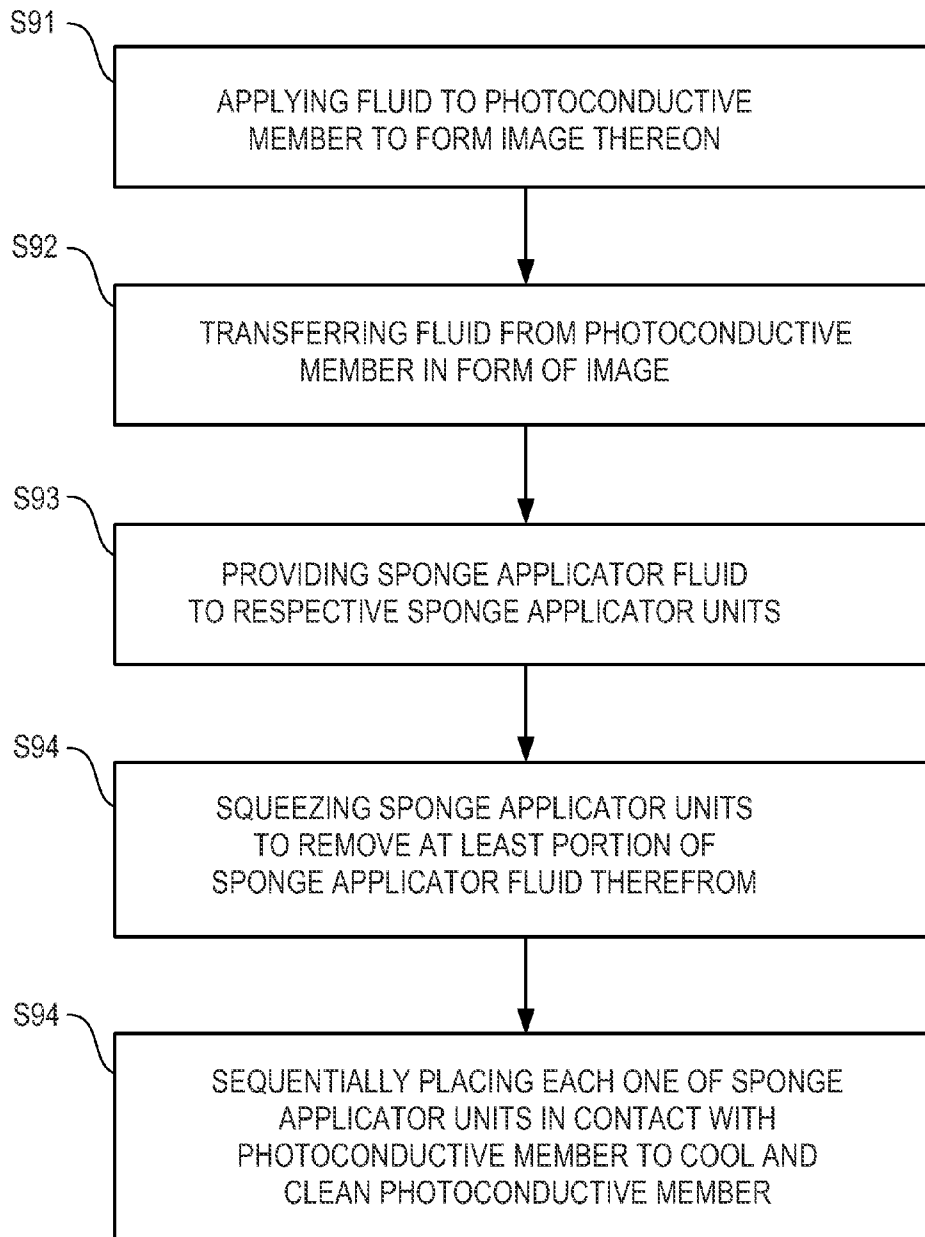 S91
APPLYING FLUID TO PHOTOCONDUCTIVE
MEMBER TO FORM IMAGE THEREON
S92
TRANSFERRING FLUID FROM PHOTOCONDUCTIVE
MEMBER IN FORM OF IMAGE
S93
PROVIDING SPONGE APPLICATOR FLUID
TO RESPECTIVE SPONGE APPLICATOR UNITS
S94
SQUEEZING SPONGE APPLICATOR UNITS
TO REMOVE AT LEAST PORTION OF
SPONGE APPLICATOR FLUID THEREFROM
S94
SEQUENTIALLY PLACING EACH ONE OF SPONGE
APPLICATOR UNITS IN CONTACT WITH
PHOTOCONDUCTIVE MEMBER TO COOL AND
CLEAN PHOTOCONDUCTIVE MEMBER